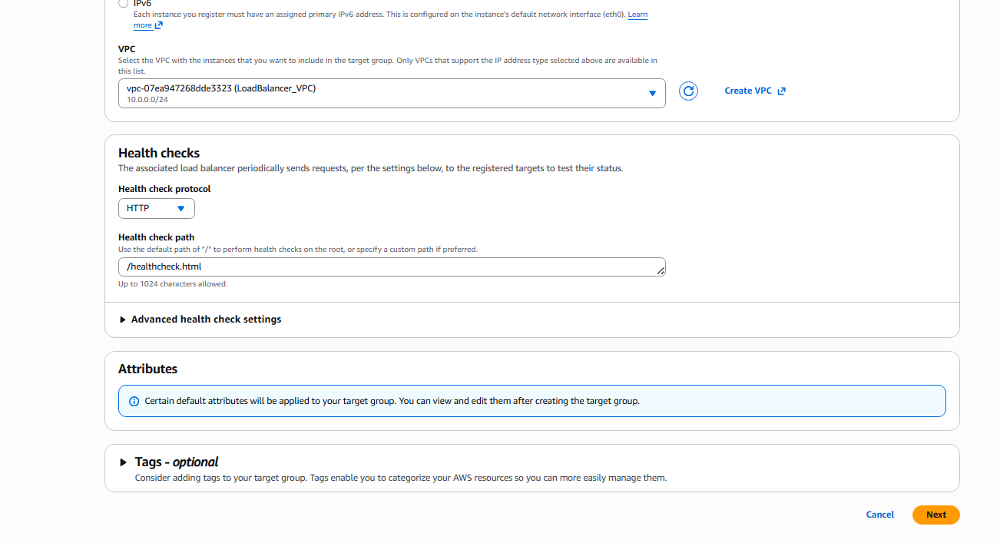 IPv6
Each instance you register must have an assigned primary IPv6 address. This is configured on the instance's default network interface (eth0). Learn
more
VPC
Select the VPC with the instances that you want to include in the target group. Only VPCs that support the IP address type selected above are available in
this list.
vpc-07ea947268dde3323 (LoadBalancer_VPC)
10.0.0.0/24
Create VPC
Health checks
The associated load balancer periodically sends requests, per the settings below, to the registered targets to test their status.
Health check protocol
HTTP
Health check path
Use the default path of "/" to perform health checks on the root, or specify a custom path if preferred.
/healthcheck.html
Up to 1024 characters allowed.
Advanced health check settings
Attributes
Certain default attributes will be applied to your target group. You can view and edit them after creating the target group.
Tags - optional
Consider adding tags to your target group. Tags enable you to categorize your AWS resources so you can more easily manage them.
Cancel
Next